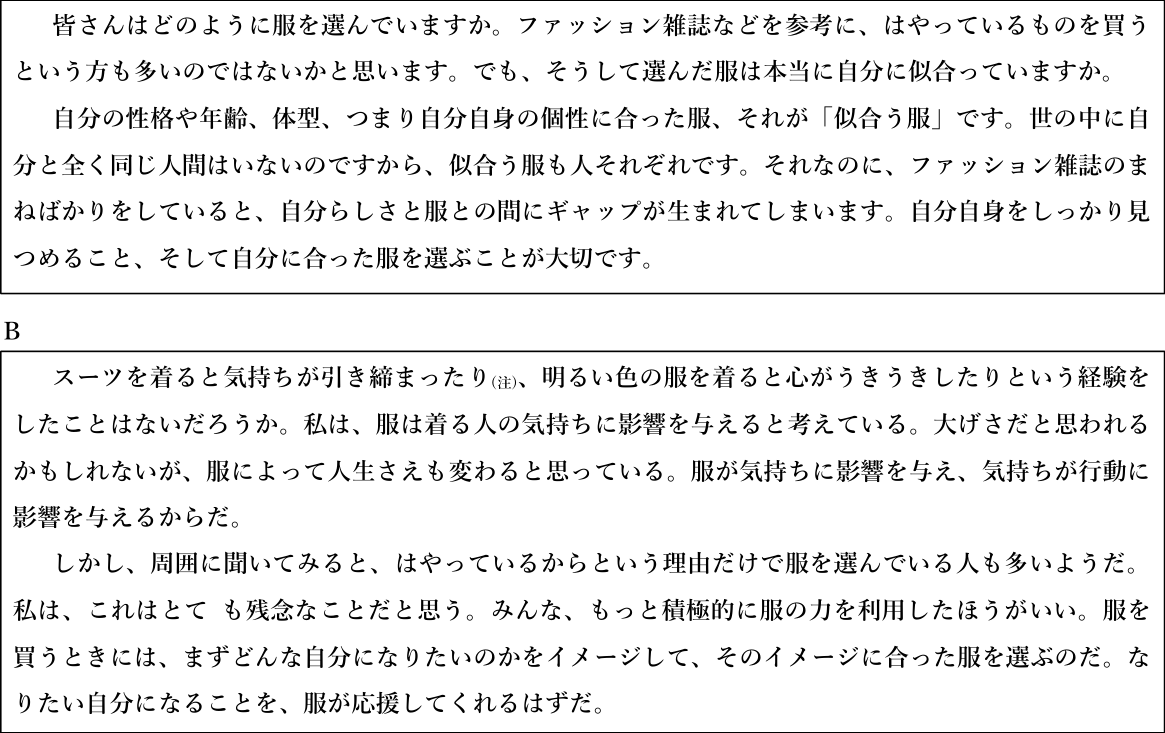 皆さんはどのように服を選んでいますか。ファッション雑誌などを参考に、はやっているものを買う
という方も多いのではないかと思います。でも、そうして選んだ服は本当に自分に似合っていますか。
自分の性格や年齢、体型、つまり自分自身の個性に合った服、それが「似合う服」です。世の中に自
分と全く同じ人間はいないのですから、似合う服も人それぞれです。それなのに、ファッション雑誌のま
ねばかりをしていると、自分らしさと服との間にギャップが生まれてしまいます。自分自身をしっかり見
つめること、そして自分に合った服を選ぶことが大切です。
B
スーツを着ると気持ちが引き締まったり(注)、明るい色の服を着ると心がうきうきしたりという経験を
したことはないだろうか。私は、服は着る人の気持ちに影響を与えると考えている。大げさだと思われる
かもしれないが、服によって人生さえも変わると思っている。服が気持ちに影響を与え、気持ちが行動に
影響を与えるからだ。
しかし、周囲に聞いてみると、はやっているからという理由だけで服を選んでいる人も多いようだ。
私は、これはとて も残念なことだと思う。みんな、もっと積極的に服の力を利用したほうがいい。服を
買うときには、まずどんな自分になりたいのかをイメージして、そのイメージに合った服を選ぶのだ。な
りたい自分になることを、服が応援してくれるはずだ。